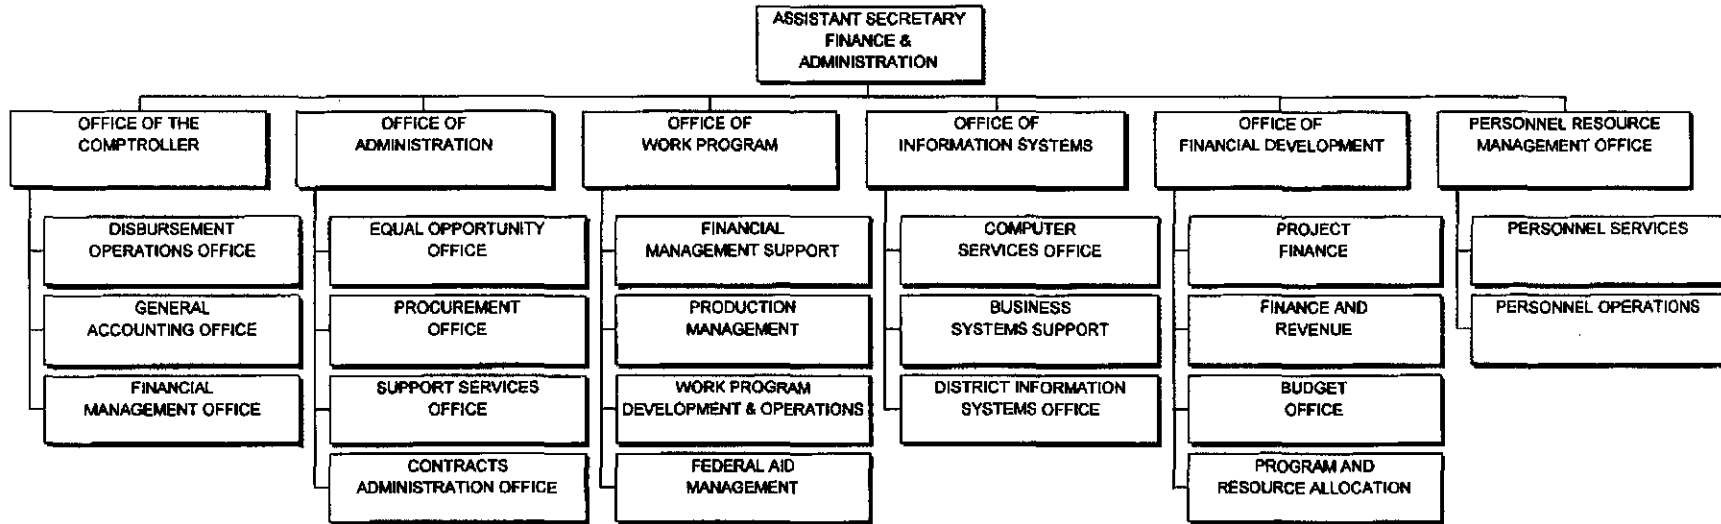 ASSISTANT SECRETARY
FINANCE &
ADMINISTRATION
OFFICE OF THE
COMPTROLLER
OFFICE OF
ADMINISTRATION
OFFICE OF
WORK PROGRAM
OFFICE OF
INFORMATION SYSTEMS
OFFICE OF
FINANCIAL DEVELOPMENT
PERSONNEL RESOURCE
MANAGEMENT OFFICE
DISBURSEMENT
OPERATIONS OFFICE
GENERAL
ACCOUNTING OFFICE
FINANCIAL
MANAGEMENT OFFICE
EQUAL OPPORTUNITY
OFFICE
PROCUREMENT
OFFICE
SUPPORT SERVICES
OFFICE
CONTRACTS
ADMINISTRATION OFFICE
FINANCIAL
MANAGEMENT SUPPORT
PRODUCTION
MANAGEMENT
WORK PROGRAM
DEVELOPMENT & OPERATIONS
FEDERAL AID
MANAGEMENT
COMPUTER
SERVICES OFFICE
BUSINESS
SYSTEMS SUPPORT
DISTRICT INFORMATION
SYSTEMS OFFICE
PROJECT
FINANCE
FINANCE AND
REVENUE
BUDGET
OFFICE
PROGRAM AND
RESOURCE ALLOCATION
PERSONNEL SERVICES
PERSONNEL OPERATIONS